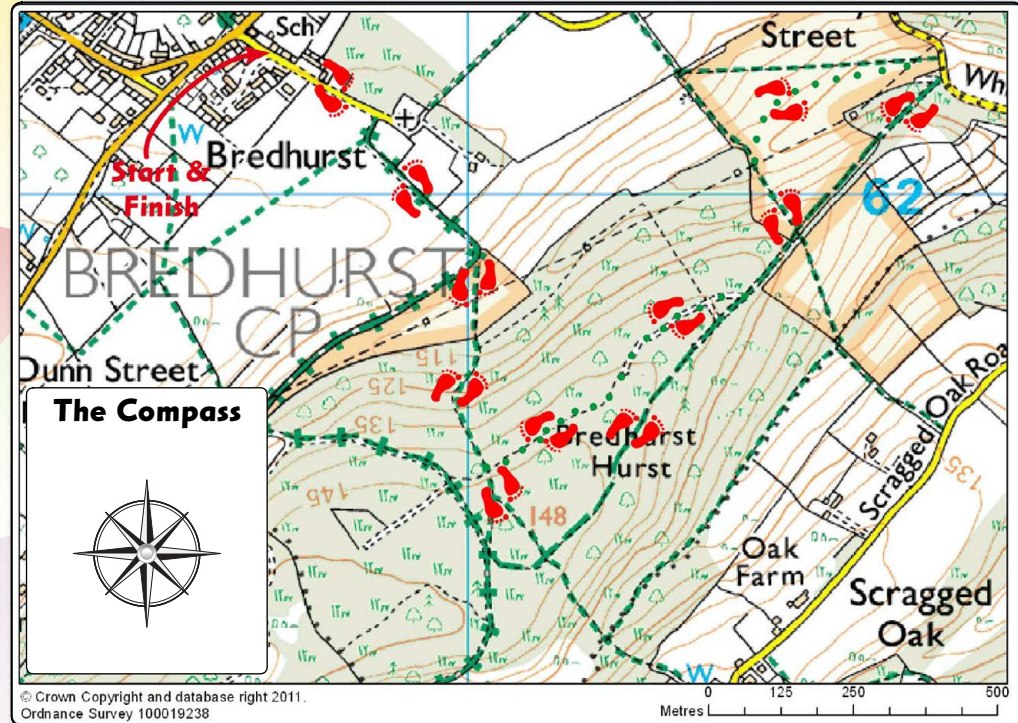 Sch
Street
Wh
W
Bredhurst
Start &
Finish
62
W
BREDHURST
CP
115
125
135
Dunn Street
The Compass
145
Bredhurst
Hurst
148
Scragged Oak Roa
135
Oak
Farm
Scragged
Oak
W
© Crown Copyright and database right 2011.
Ordnance Survey 100019238
0 125 250 500
Metres